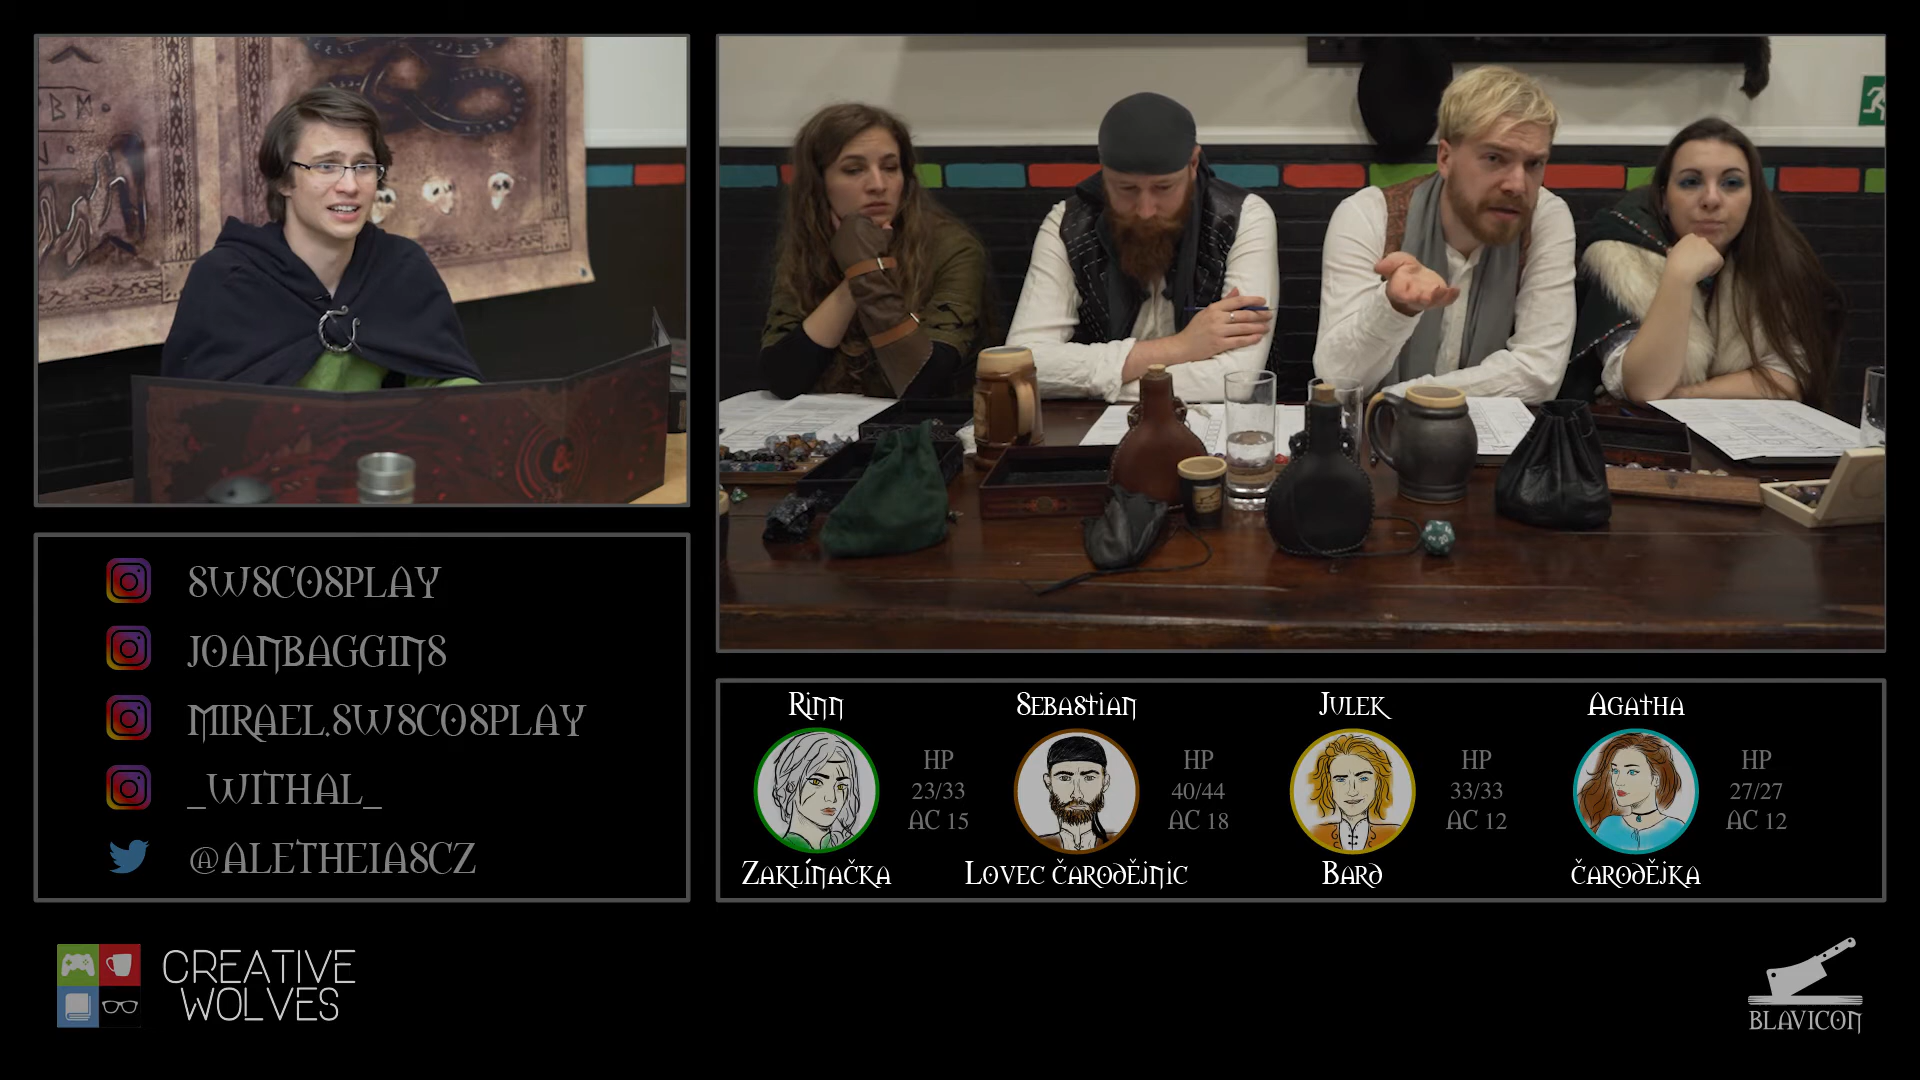 SWSCOSPLAY
JOANBAGGINS
MIRAEL.SWSCOSPLAY
_WITHAL_
@ALETHEIASCZ
Rinn
HP
23/33
AC 15
Zaklínačka
Sebastian
HP
40/44
AC 18
Lovec čarodějnic
Julek
HP
33/33
AC 12
Bard
Agatha
HP
27/27
AC 12
čarodějka
CREATIVE
WOLVES
BLAVICON